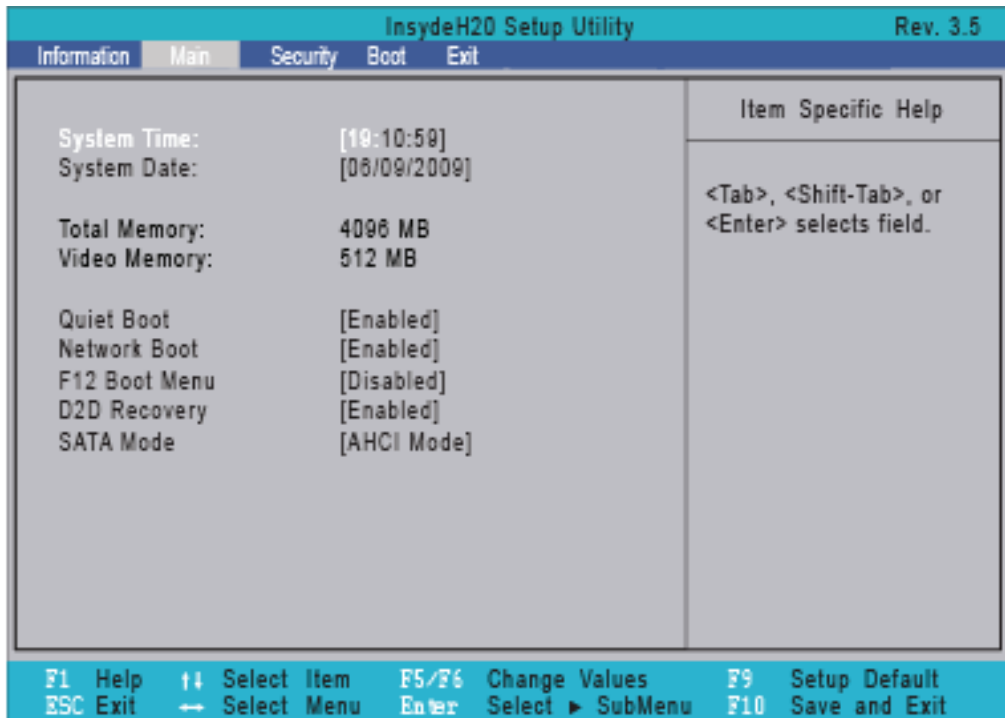 InsydeH20 Setup Utility Rev. 3.5
Information Main Security Boot Exit
Item Specific Help
System Time: [19:10:59]
System Date: [06/09/2009]
<Tab>, <Shift-Tab>, or
<Enter> selects field.
Total Memory: 4096 MB
Video Memory: 512 MB
Quiet Boot [Enabled]
Network Boot [Enabled]
F12 Boot Menu [Disabled]
D2D Recovery [Enabled]
SATA Mode [AHCI Mode]
F1 Help ↑↓ Select Item F5/F6 Change Values F9 Setup Default
ESC Exit ↔ Select Menu Enter Select ► SubMenu F10 Save and Exit